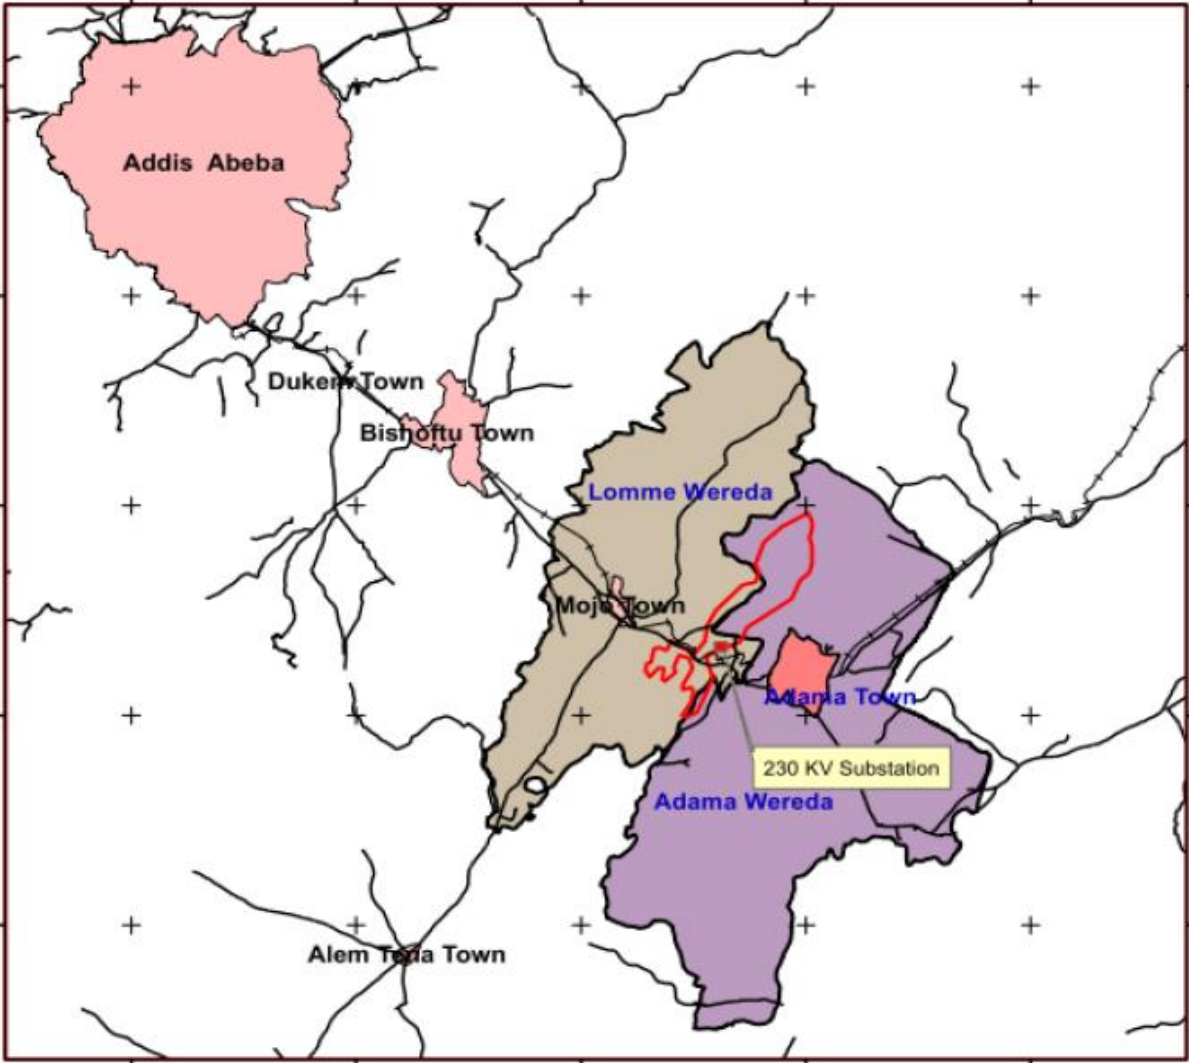 Addis Abeba
Dukem Town
Bishoftu Town
Lomme Wereda
Mojo Town
Adama Town
230 KV Substation
Adama Wereda
Alem Tena Town